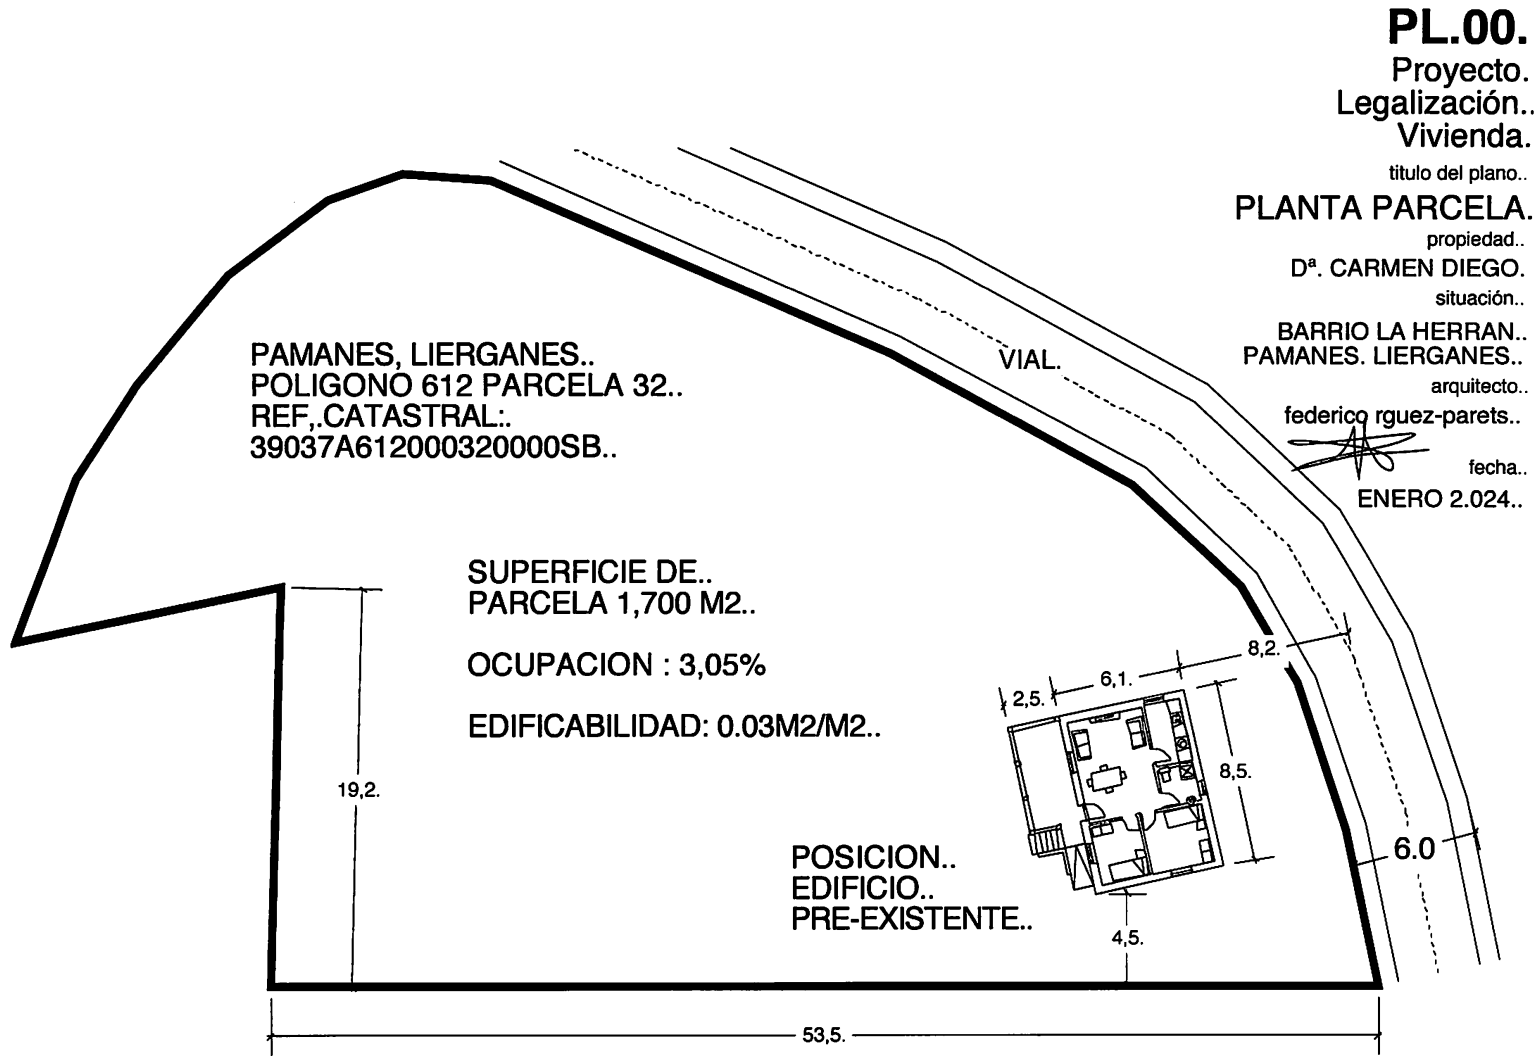 PL.00.
Proyecto.
Legalización..
Vivienda.
titulo del plano..
PLANTA PARCELA.
propiedad..
Dª. CARMEN DIEGO.
situación..
BARRIO LA HERRAN..
PAMANES. LIERGANES..
arquitecto..
federico rguez-parets..
fecha..
ENERO 2.024..
VIAL.
PAMANES, LIERGANES..
POLIGONO 612 PARCELA 32..
REF,.CATASTRAL:.
39037A612000320000SB..
SUPERFICIE DE..
PARCELA 1,700 M2..
OCUPACION : 3,05%
EDIFICABILIDAD: 0.03M2/M2..
8,2.
6,1.
2,5.
8,5.
19,2.
6.0
POSICION..
EDIFICIO..
PRE-EXISTENTE..
4,5.
53,5.